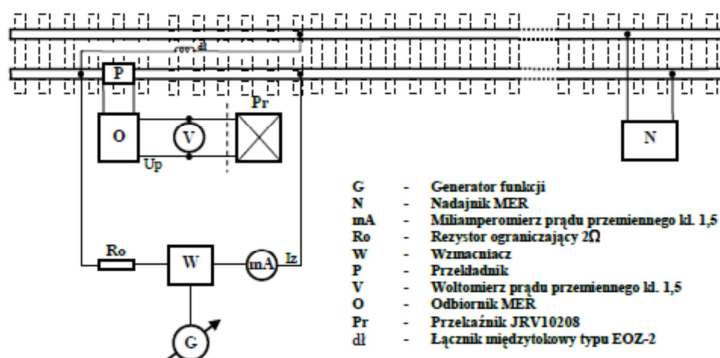 dł
P
Pr
O
V
N
Up
G - Generator funkcji
N - Nadajnik MER
mA - Miliamperomierz prądu przemiennego kl. 1,5
Ro - Rezystor ograniczający 2Ω
W - Wzmacniacz
P - Przekładnik
V - Woltomierz prądu przemiennego kl. 1,5
O - Odbiornik MER
Pr - Przekaźnik JRV10208
dł - Łącznik międzytokowy typu EOZ-2
Ro
W
mA
Iz
G